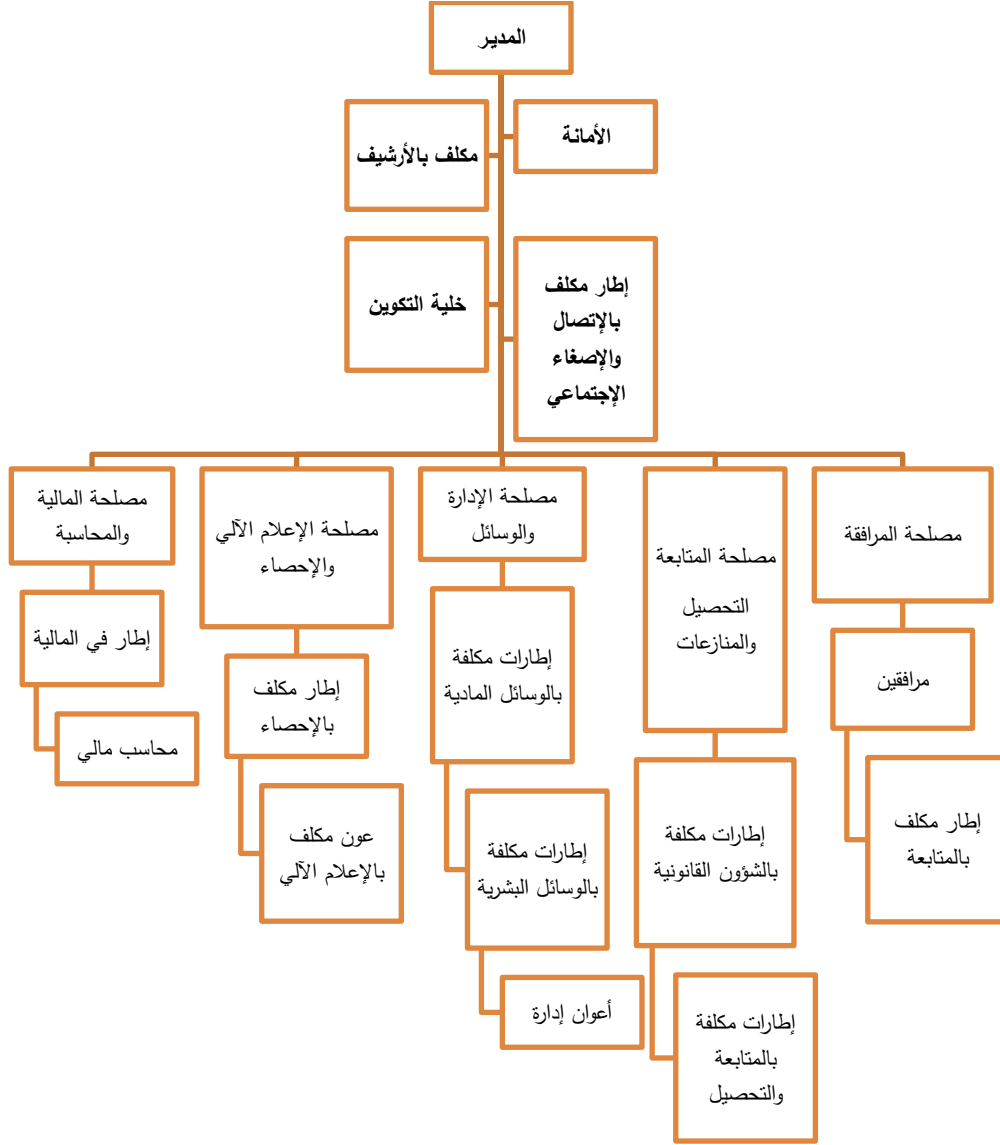 المدير
الأمانة
مكلف بالأرشيف
إطار مكلف
بالإتصال
والإصغاء
الإجتماعي
خلية التكوين
مصلحة المرافقة
مصلحة المتابعة
التحصيل
والمنازعات
مصلحة الإدارة
والوسائل
مصلحة الإعلام الآلي
والإحصاء
مصلحة المالية
والمحاسبة
مرافقين
إطار مكلف
بالمتابعة
إطارات مكلفة
بالشؤون القانونية
إطارات مكلفة
بالمتابعة
والتحصيل
إطارات مكلفة
بالوسائل المادية
إطارات مكلفة
بالوسائل البشرية
أعوان إدارة
إطار مكلف
بالإحصاء
عون مكلف
بالإعلام الآلي
إطار في المالية
محاسب مالي